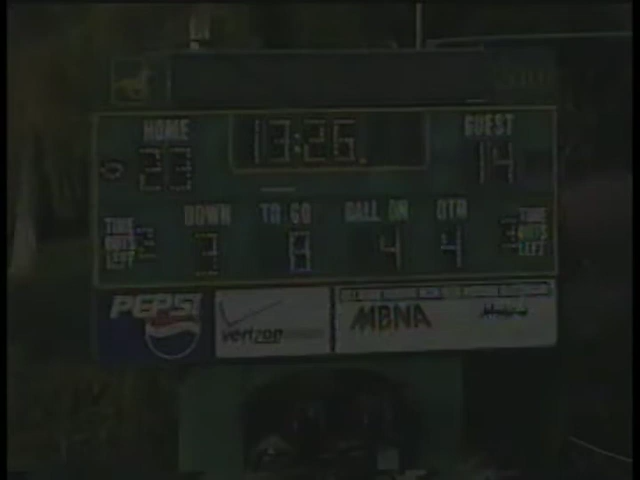 HOME 13:26 GUEST
23 14
DOWN TO GO BALL ON QTR
TIME OUTS LEFT 3 8 4 4 TIME OUTS LEFT
PEPSI verizon MBNA